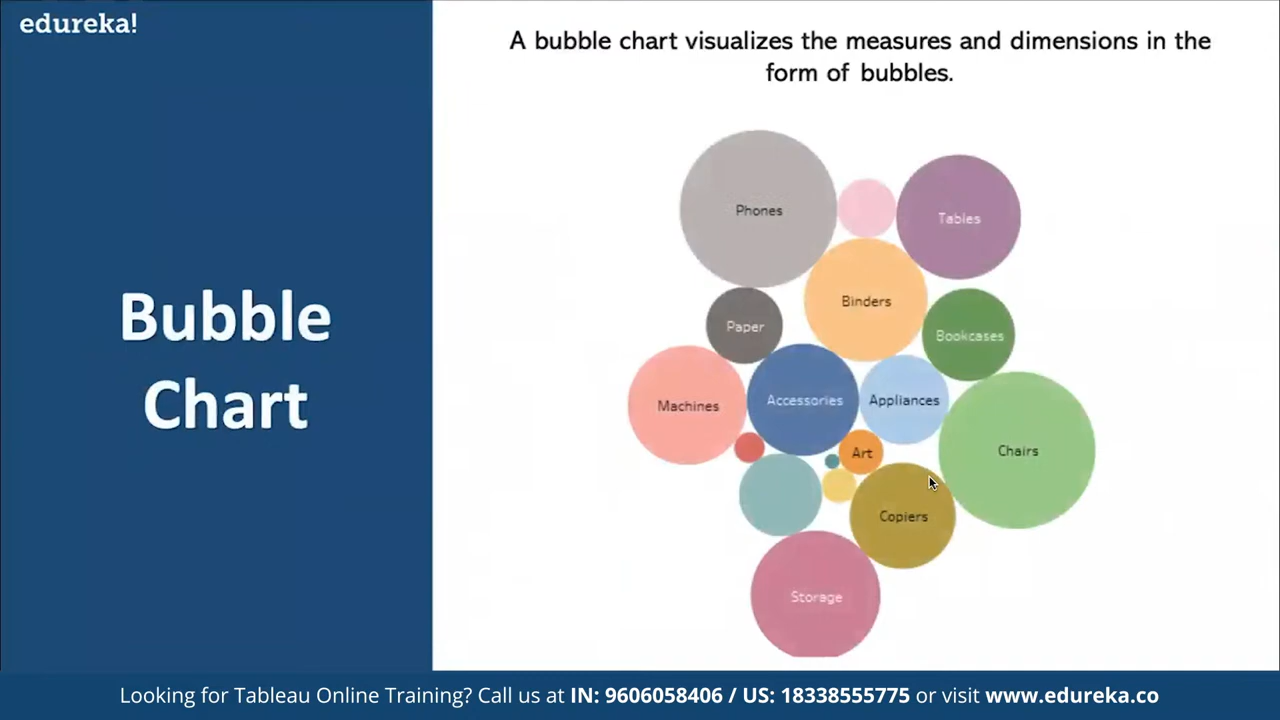 edureka!
A bubble chart visualizes the measures and dimensions in the
form of bubbles.
Bubble
Chart
Phones
Tables
Binders
Paper
Bookcases
Machines
Accessories
Appliances
Art
Chairs
Copiers
Storage
Looking for Tableau Online Training? Call us at IN: 9606058406 / US: 18338555775 or visit www.edureka.co